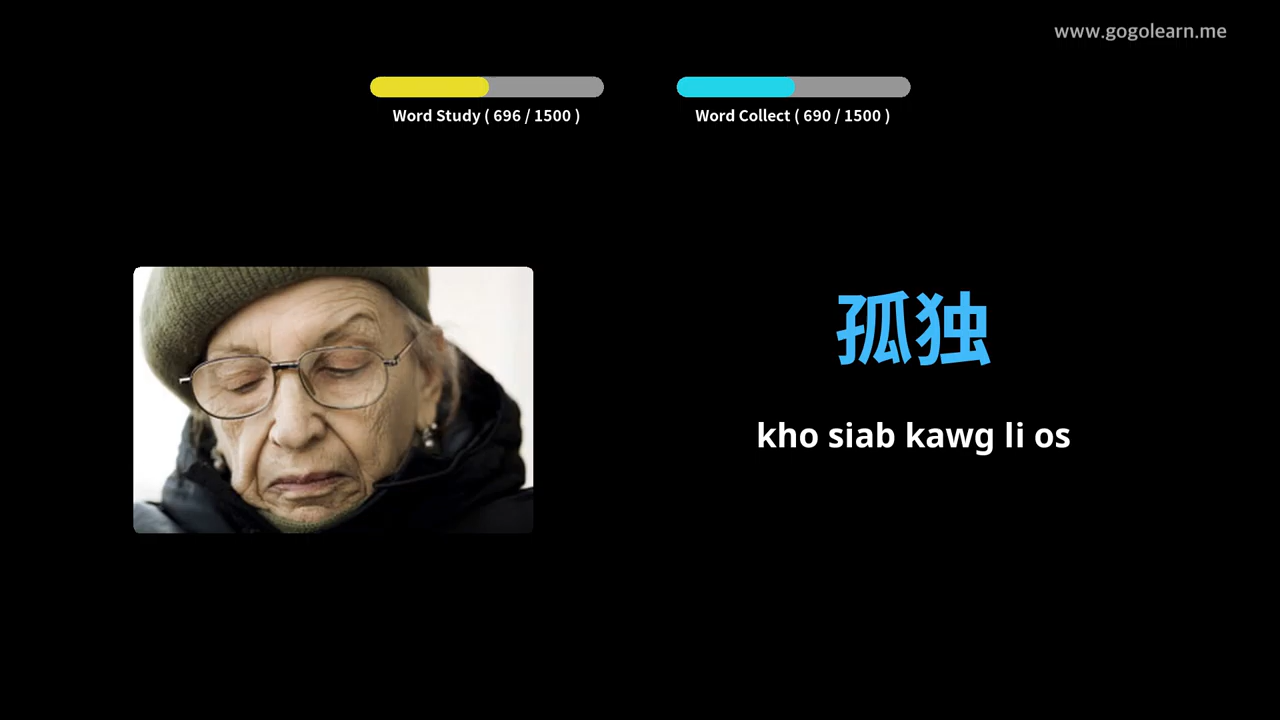 www.gogolearn.me
Word Study ( 696 / 1500 )
Word Collect ( 690 / 1500 )
孤独
kho siab kawg li os